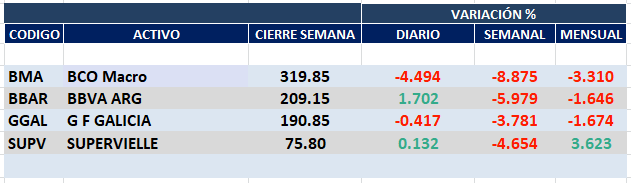 VARIACIÓN %
CODIGO ACTIVO CIERRE SEMANA DIARIO SEMANAL MENSUAL
BMA BCO Macro 319.85 -4.494 -8.875 -3.310
BBAR BBVA ARG 209.15 1.702 -5.979 -1.646
GGAL G F GALICIA 190.85 -0.417 -3.781 -1.674
SUPV SUPERVIELLE 75.80 0.132 -4.654 3.623